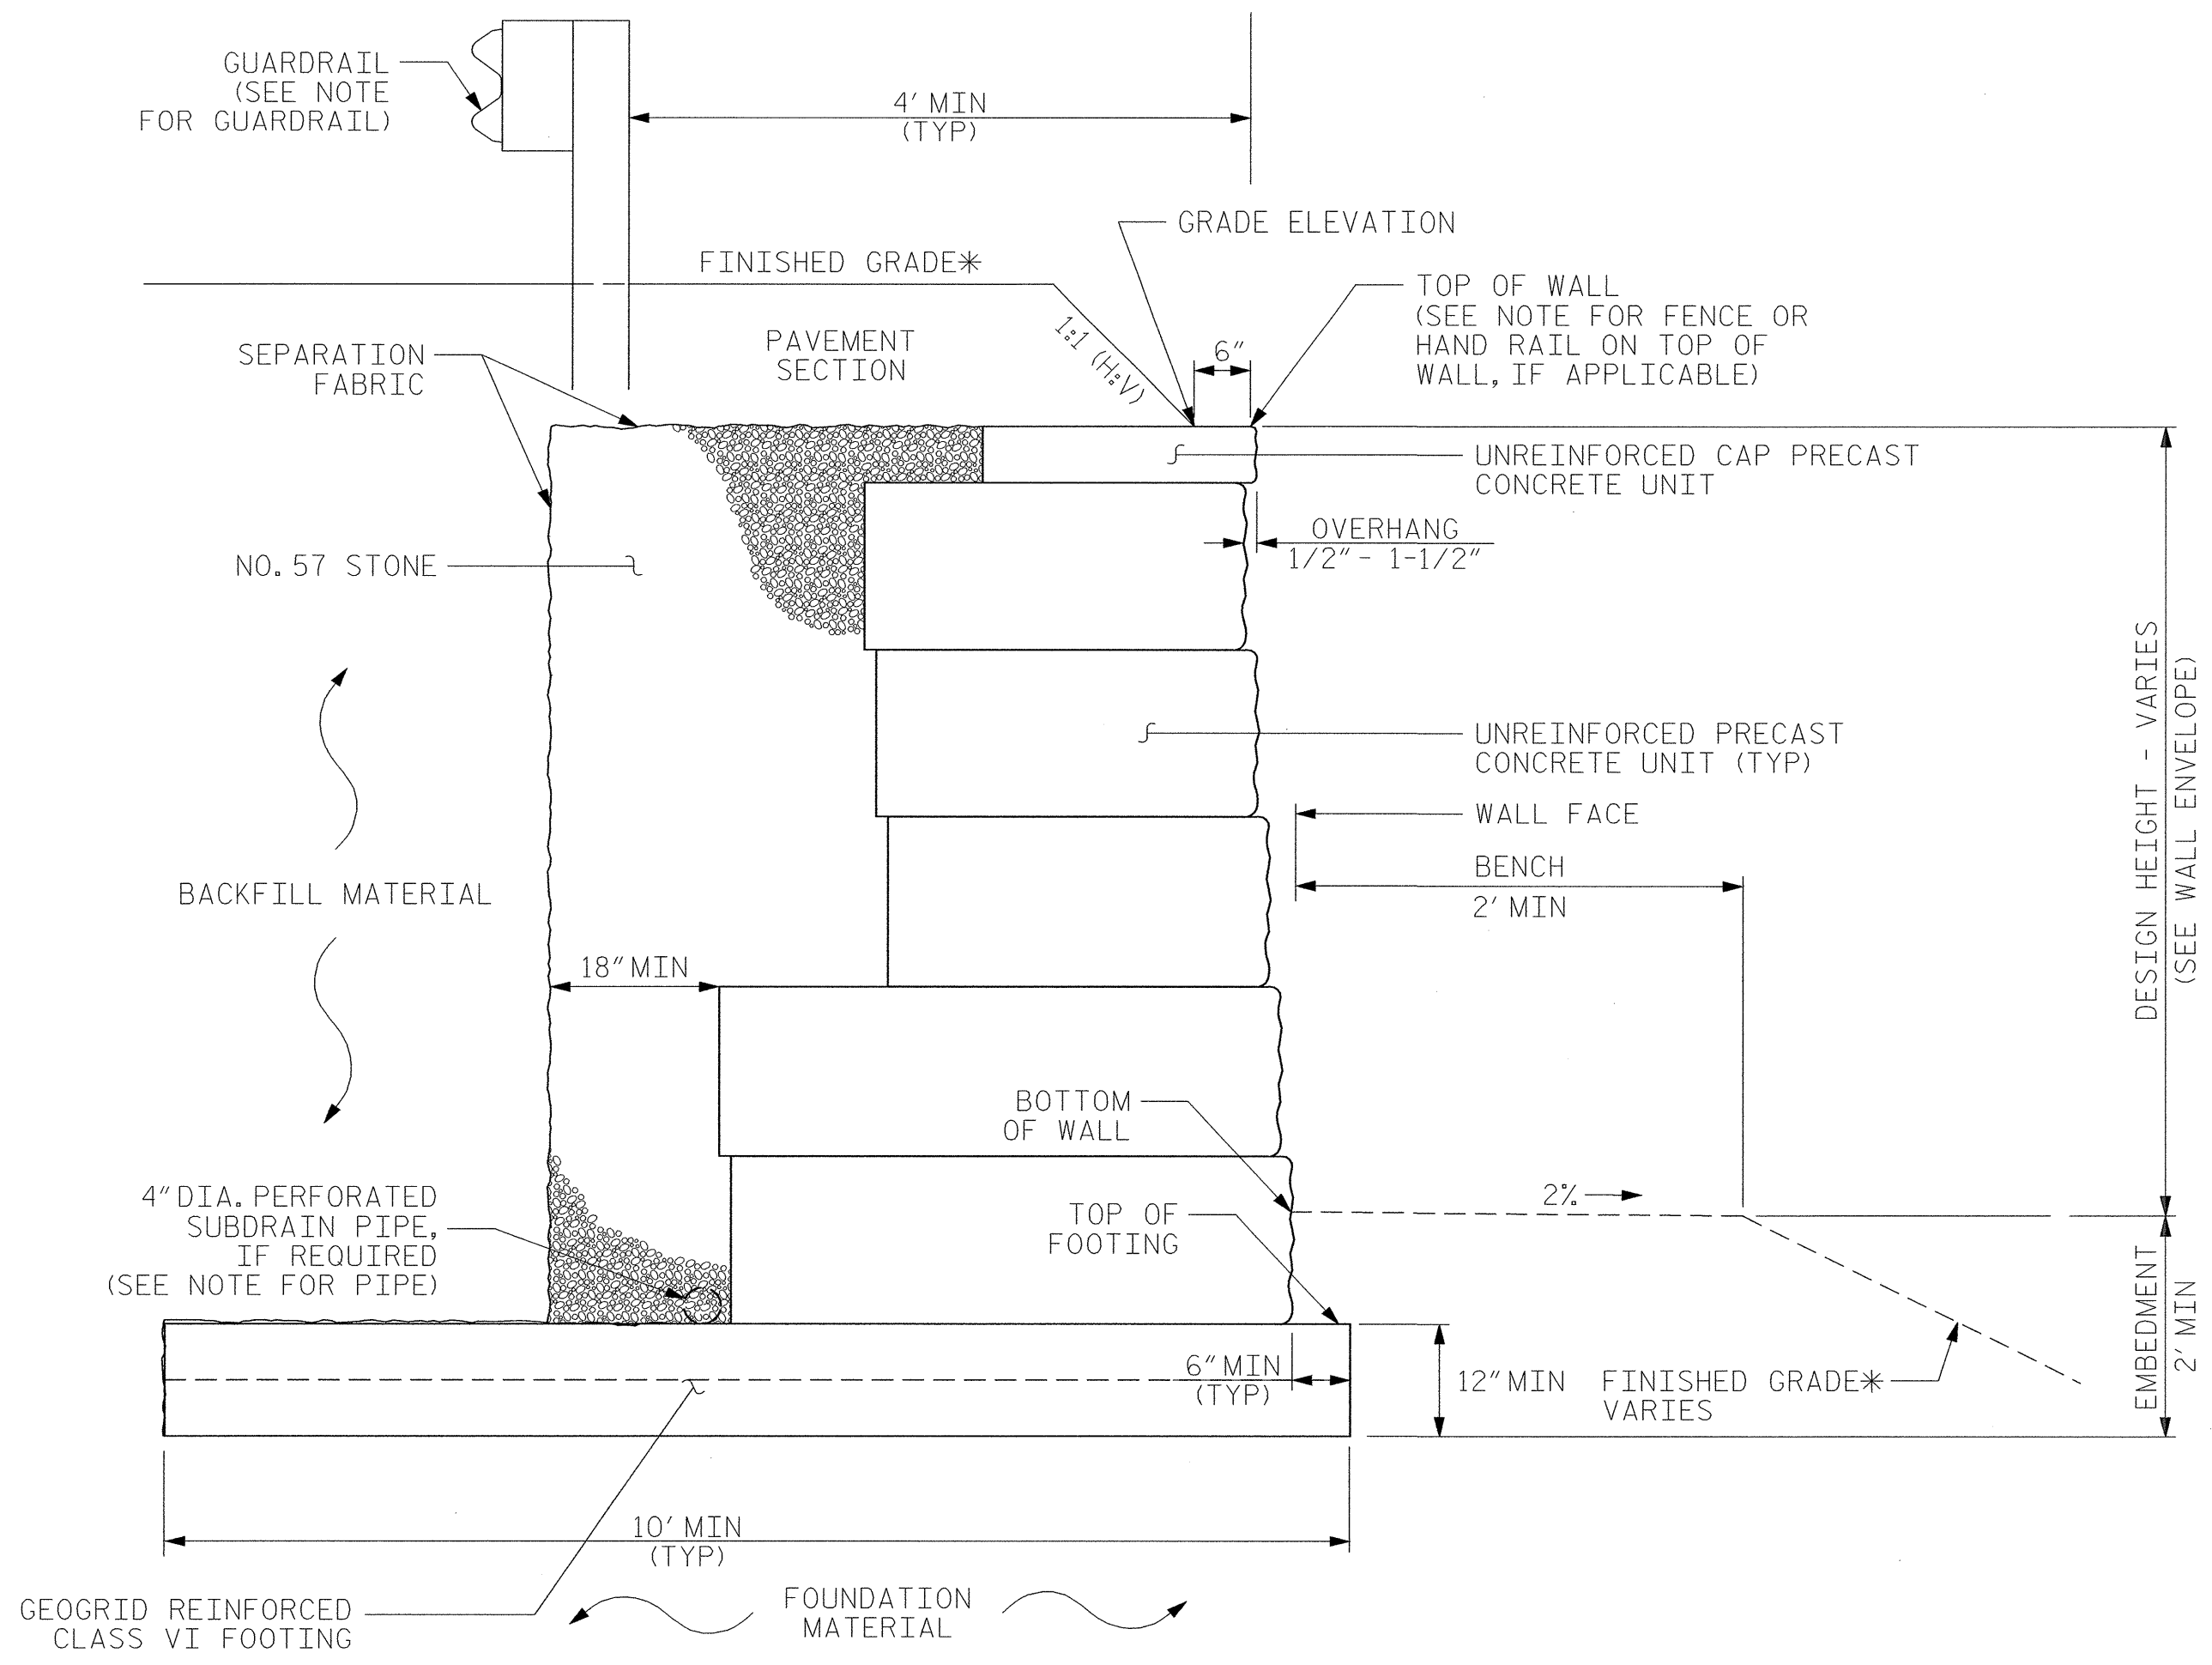 GUARDRAIL
(SEE NOTE
FOR GUARDRAIL)
4' MIN
(TYP)
GRADE ELEVATION
FINISHED GRADE*
TOP OF WALL
(SEE NOTE FOR FENCE OR
HAND RAIL ON TOP OF
WALL, IF APPLICABLE)
1:1 (H:V)
6"
PAVEMENT
SECTION
SEPARATION
FABRIC
UNREINFORCED CAP PRECAST
CONCRETE UNIT
OVERHANG
1/2" - 1-1/2"
NO. 57 STONE
DESIGN HEIGHT - VARIES
(SEE WALL ENVELOPE)
UNREINFORCED PRECAST
CONCRETE UNIT (TYP)
WALL FACE
BENCH
2' MIN
BACKFILL MATERIAL
18" MIN
BOTTOM
OF WALL
4" DIA. PERFORATED
SUBDRAIN PIPE,
IF REQUIRED
(SEE NOTE FOR PIPE)
TOP OF
FOOTING
2%
EMBEDMENT
2' MIN
6" MIN
(TYP)
12" MIN
FINISHED GRADE*
VARIES
10' MIN
(TYP)
GEOGRID REINFORCED
CLASS VI FOOTING
FOUNDATION
MATERIAL